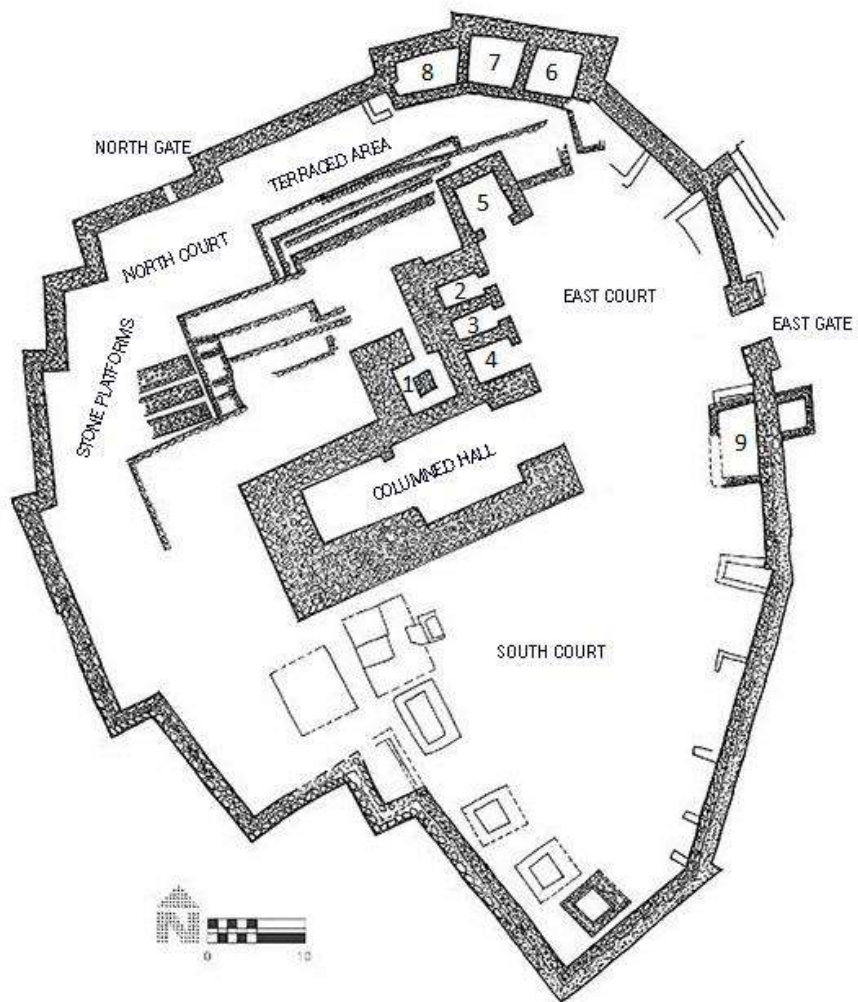 8
7
6
NORTH GATE
TERRACED AREA
5
NORTH COURT
2
EAST COURT
3
EAST GATE
4
1
STONE PLATFORMS
9
COLUMNED HALL
SOUTH COURT
N
0
10